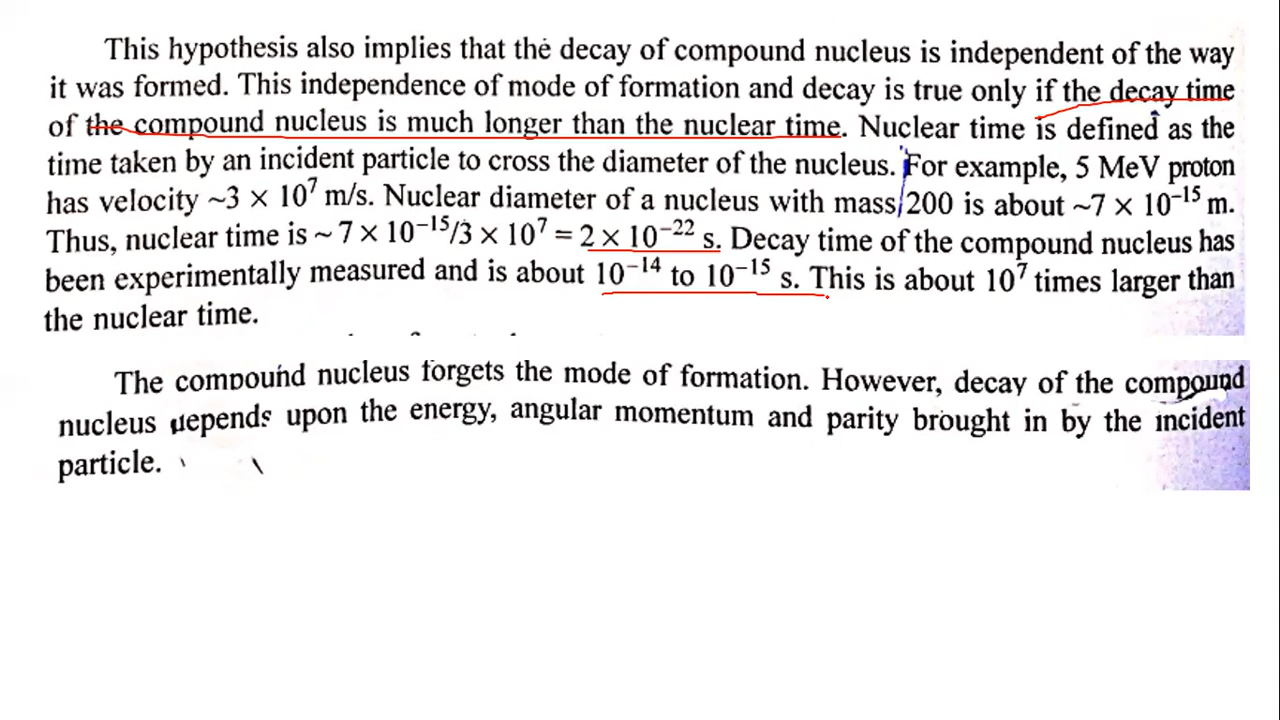 This hypothesis also implies that the decay of compound nucleus is independent of the way
it was formed. This independence of mode of formation and decay is true only if the decay time
of the compound nucleus is much longer than the nuclear time. Nuclear time is defined as the
time taken by an incident particle to cross the diameter of the nucleus. For example, 5 MeV proton
has velocity ~3 × 10⁷ m/s. Nuclear diameter of a nucleus with mass 200 is about ~7 × 10⁻¹⁵ m.
Thus, nuclear time is ~ 7 × 10⁻¹⁵/3 × 10⁷ = 2 × 10⁻²² s. Decay time of the compound nucleus has
been experimentally measured and is about 10⁻¹⁴ to 10⁻¹⁵ s. This is about 10⁷ times larger than
the nuclear time.
The compound nucleus forgets the mode of formation. However, decay of the compound
nucleus depends upon the energy, angular momentum and parity brought in by the incident
particle.